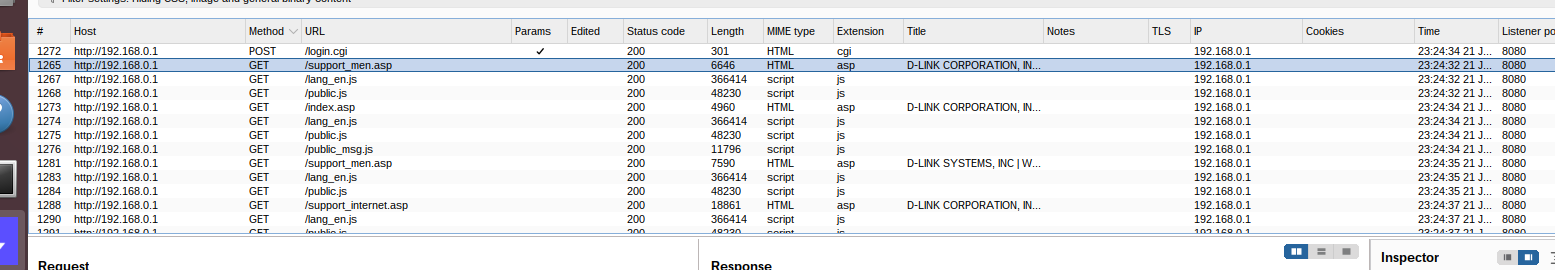 Filter settings: Hiding CSS, image and general binary content
# Host Method URL Params Edited Status code Length MIME type Extension Title Notes TLS IP Cookies Time Listener po
1272 http://192.168.0.1 POST /login.cgi ✓ 200 301 HTML cgi 192.168.0.1 23:24:34 21 J... 8080
1265 http://192.168.0.1 GET /support_men.asp 200 6646 HTML asp D-LINK CORPORATION, IN... 192.168.0.1 23:24:32 21 J... 8080
1267 http://192.168.0.1 GET /lang_en.js 200 366414 script js 192.168.0.1 23:24:32 21 J... 8080
1268 http://192.168.0.1 GET /public.js 200 48230 script js 192.168.0.1 23:24:32 21 J... 8080
1273 http://192.168.0.1 GET /index.asp 200 4960 HTML asp D-LINK CORPORATION, IN... 192.168.0.1 23:24:34 21 J... 8080
1274 http://192.168.0.1 GET /lang_en.js 200 366414 script js 192.168.0.1 23:24:34 21 J... 8080
1275 http://192.168.0.1 GET /public.js 200 48230 script js 192.168.0.1 23:24:34 21 J... 8080
1276 http://192.168.0.1 GET /public_msg.js 200 11796 script js 192.168.0.1 23:24:34 21 J... 8080
1281 http://192.168.0.1 GET /support_men.asp 200 7590 HTML asp D-LINK SYSTEMS, INC | W... 192.168.0.1 23:24:35 21 J... 8080
1283 http://192.168.0.1 GET /lang_en.js 200 366414 script js 192.168.0.1 23:24:35 21 J... 8080
1284 http://192.168.0.1 GET /public.js 200 48230 script js 192.168.0.1 23:24:35 21 J... 8080
1288 http://192.168.0.1 GET /support_internet.asp 200 18861 HTML asp D-LINK CORPORATION, IN... 192.168.0.1 23:24:37 21 J... 8080
1290 http://192.168.0.1 GET /lang_en.js 200 366414 script js 192.168.0.1 23:24:37 21 J... 8080
1291 http://192.168.0.1 GET /public.js 200 48230 script js 192.168.0.1 23:24:37 21 J... 8080
Request Response Inspector